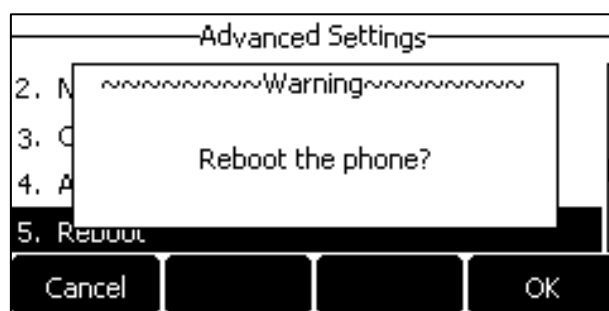 Advanced Settings
2. N
~~~~~~~~Warning~~~~~~~~
3. C
Reboot the phone?
4. A
5. Reboot
Cancel OK